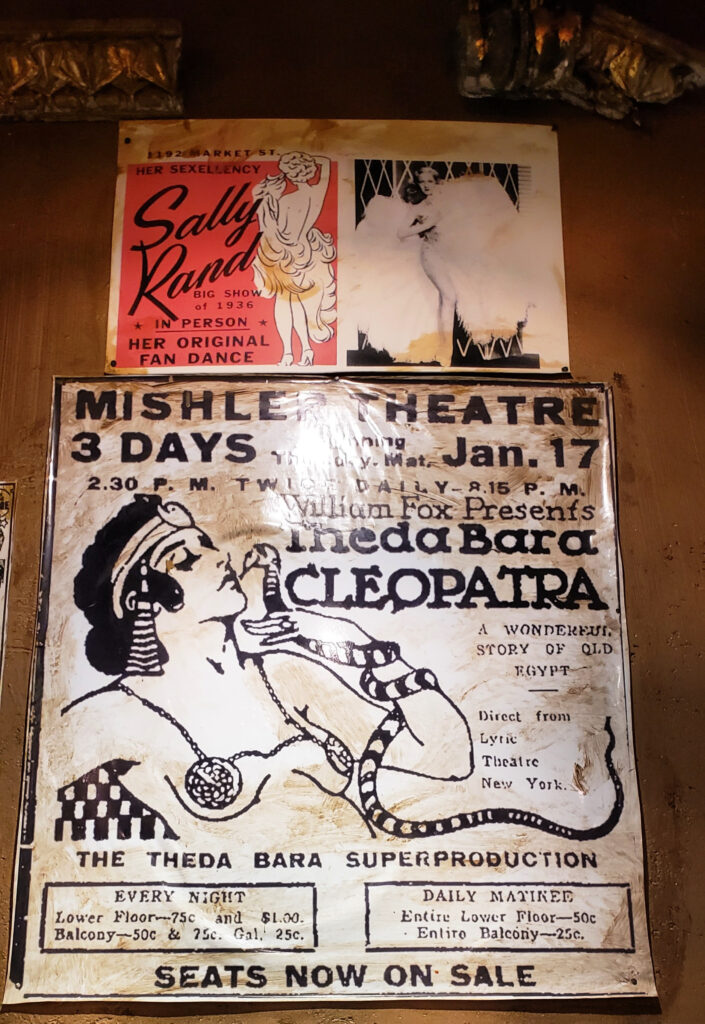 1192 MARKET ST.
HER SEXELLENCY
Sally
Rand
BIG SHOW
of 1936
★ IN PERSON ★
HER ORIGINAL
FAN DANCE
MISHLER THEATRE
3 DAYS
Mat. Jan. 17
2.30 P. M. TWICE DAILY—8.15 P. M.
William Fox Presents
Theda Bara
CLEOPATRA
A WONDERFUL
STORY OF OLD
EGYPT
Direct from
Lyric
Theatre
New York.
THE THEDA BARA SUPERPRODUCTION
EVERY NIGHT
Lower Floor—75c and $1.00.
Balcony—50c & 75c. Gal. 25c.
DAILY MATINEE
Entire Lower Floor—50c
Entire Balcony—25c.
SEATS NOW ON SALE